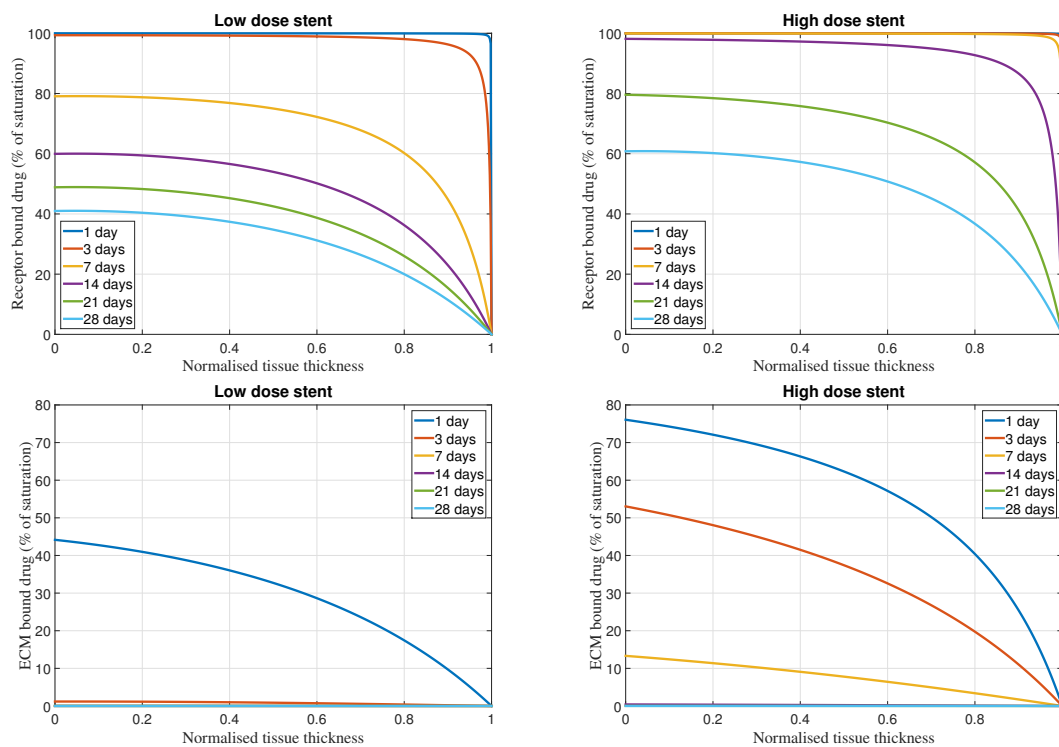 Low dose stent
Receptor bound drug (% of saturation)
100
80
60
40
20
0
1 day
3 days
7 days
14 days
21 days
28 days
0 0.2 0.4 0.6 0.8 1
Normalised tissue thickness
High dose stent
Receptor bound drug (% of saturation)
100
80
60
40
20
0
1 day
3 days
7 days
14 days
21 days
28 days
0 0.2 0.4 0.6 0.8
Normalised tissue thickness
Low dose stent
ECM bound drug (% of saturation)
80
70
60
50
40
30
20
10
0
1 day
3 days
7 days
14 days
21 days
28 days
0 0.2 0.4 0.6 0.8 1
Normalised tissue thickness
High dose stent
ECM bound drug (% of saturation)
80
70
60
50
40
30
20
10
0
1 day
3 days
7 days
14 days
21 days
28 days
0 0.2 0.4 0.6 0.8
Normalised tissue thickness